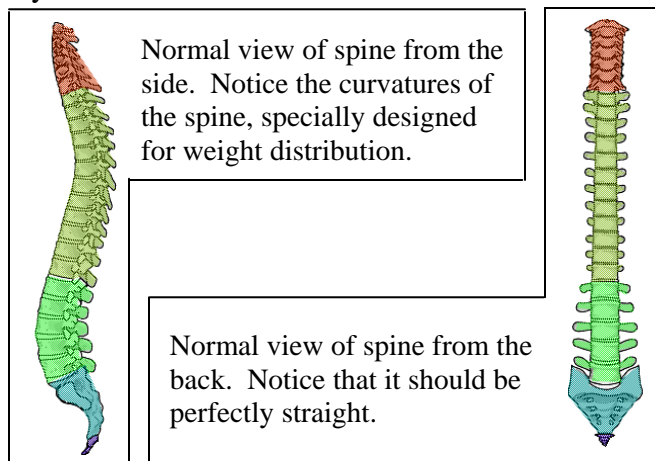 Normal view of spine from the
side.  Notice the curvatures of
the spine, specially designed
for weight distribution.
Normal view of spine from the
back.  Notice that it should be
perfectly straight.